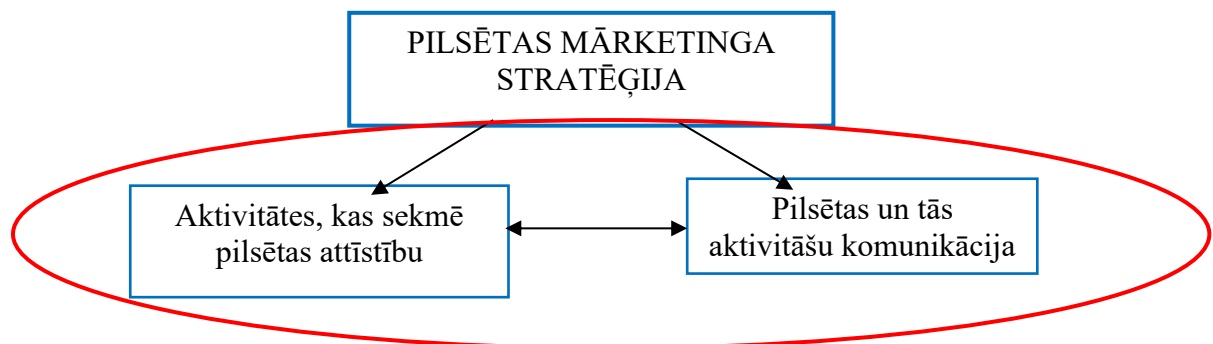 PILSĒTAS MĀRKETINGA
STRATĒĢIJA
Aktivitātes, kas sekmē
pilsētas attīstību
Pilsētas un tās
aktivitāšu komunikācija